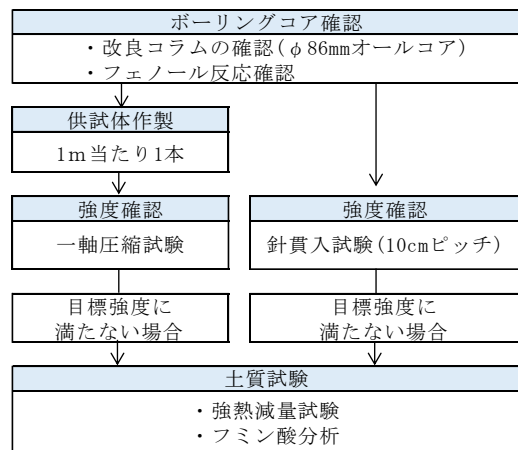 ボーリングコア確認
・改良コラムの確認(φ86mmオールコア)
・フェノール反応確認
供試体作製
1m当たり1本
強度確認
一軸圧縮試験
強度確認
針貫入試験(10cmピッチ)
目標強度に
満たない場合
目標強度に
満たない場合
土質試験
・強熱減量試験
・フミン酸分析